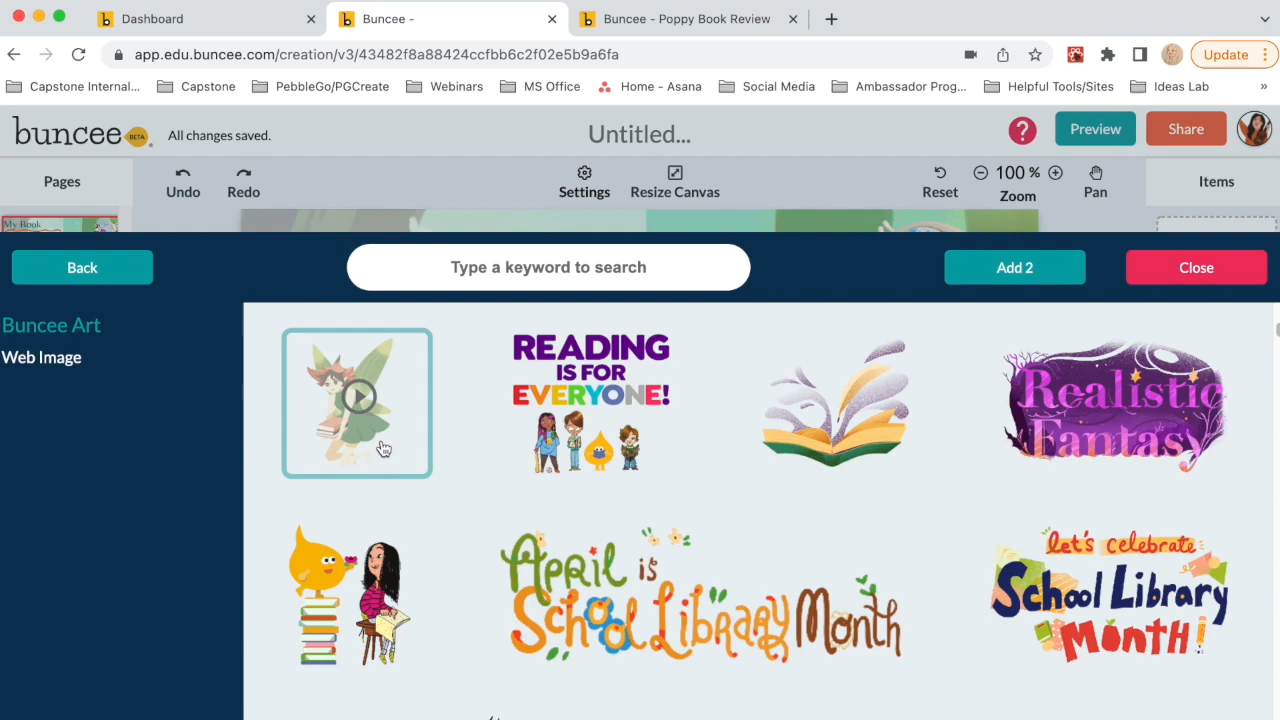 Dashboard
Buncee -
Buncee - Poppy Book Review
app.edu.buncee.com/creation/v3/43482f8a88424ccfbb6c2f02e5b9a6fa
Update
Capstone Internal...
Capstone
PebbleGo/PGCreate
Webinars
MS Office
Home - Asana
Social Media
Ambassador Prog...
Helpful Tools/Sites
Ideas Lab
»
buncee BETA
All changes saved.
Untitled...
?
Preview
Share
Pages
Undo
Redo
Settings
Resize Canvas
Reset
100 %
Zoom
Pan
Items
My Book
Back
Type a keyword to search
Add 2
Close
Buncee Art
Web Image
READING
IS FOR
EVERYONE!
Realistic
Fantasy
April is
School Library Month
let's celebrate
School Library
MONTH!